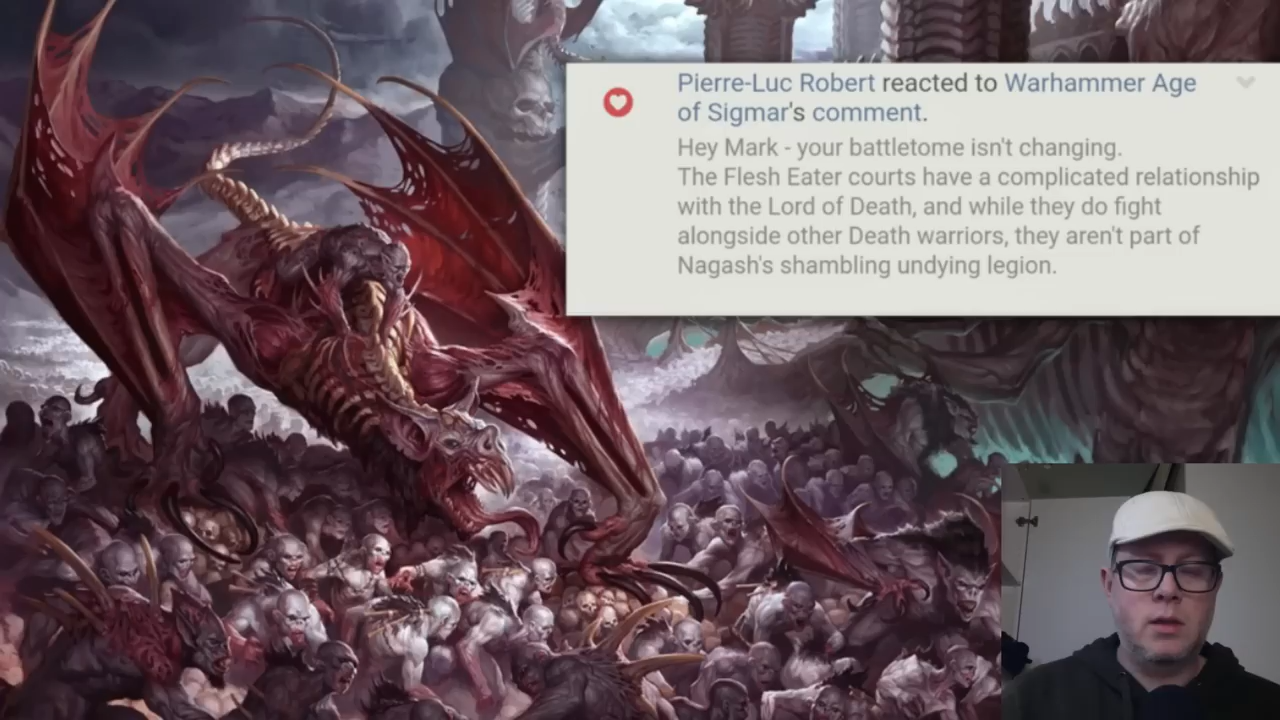 Pierre-Luc Robert reacted to Warhammer Age
of Sigmar's comment.
Hey Mark - your battletome isn't changing.
The Flesh Eater courts have a complicated relationship
with the Lord of Death, and while they do fight
alongside other Death warriors, they aren't part of
Nagash's shambling undying legion.